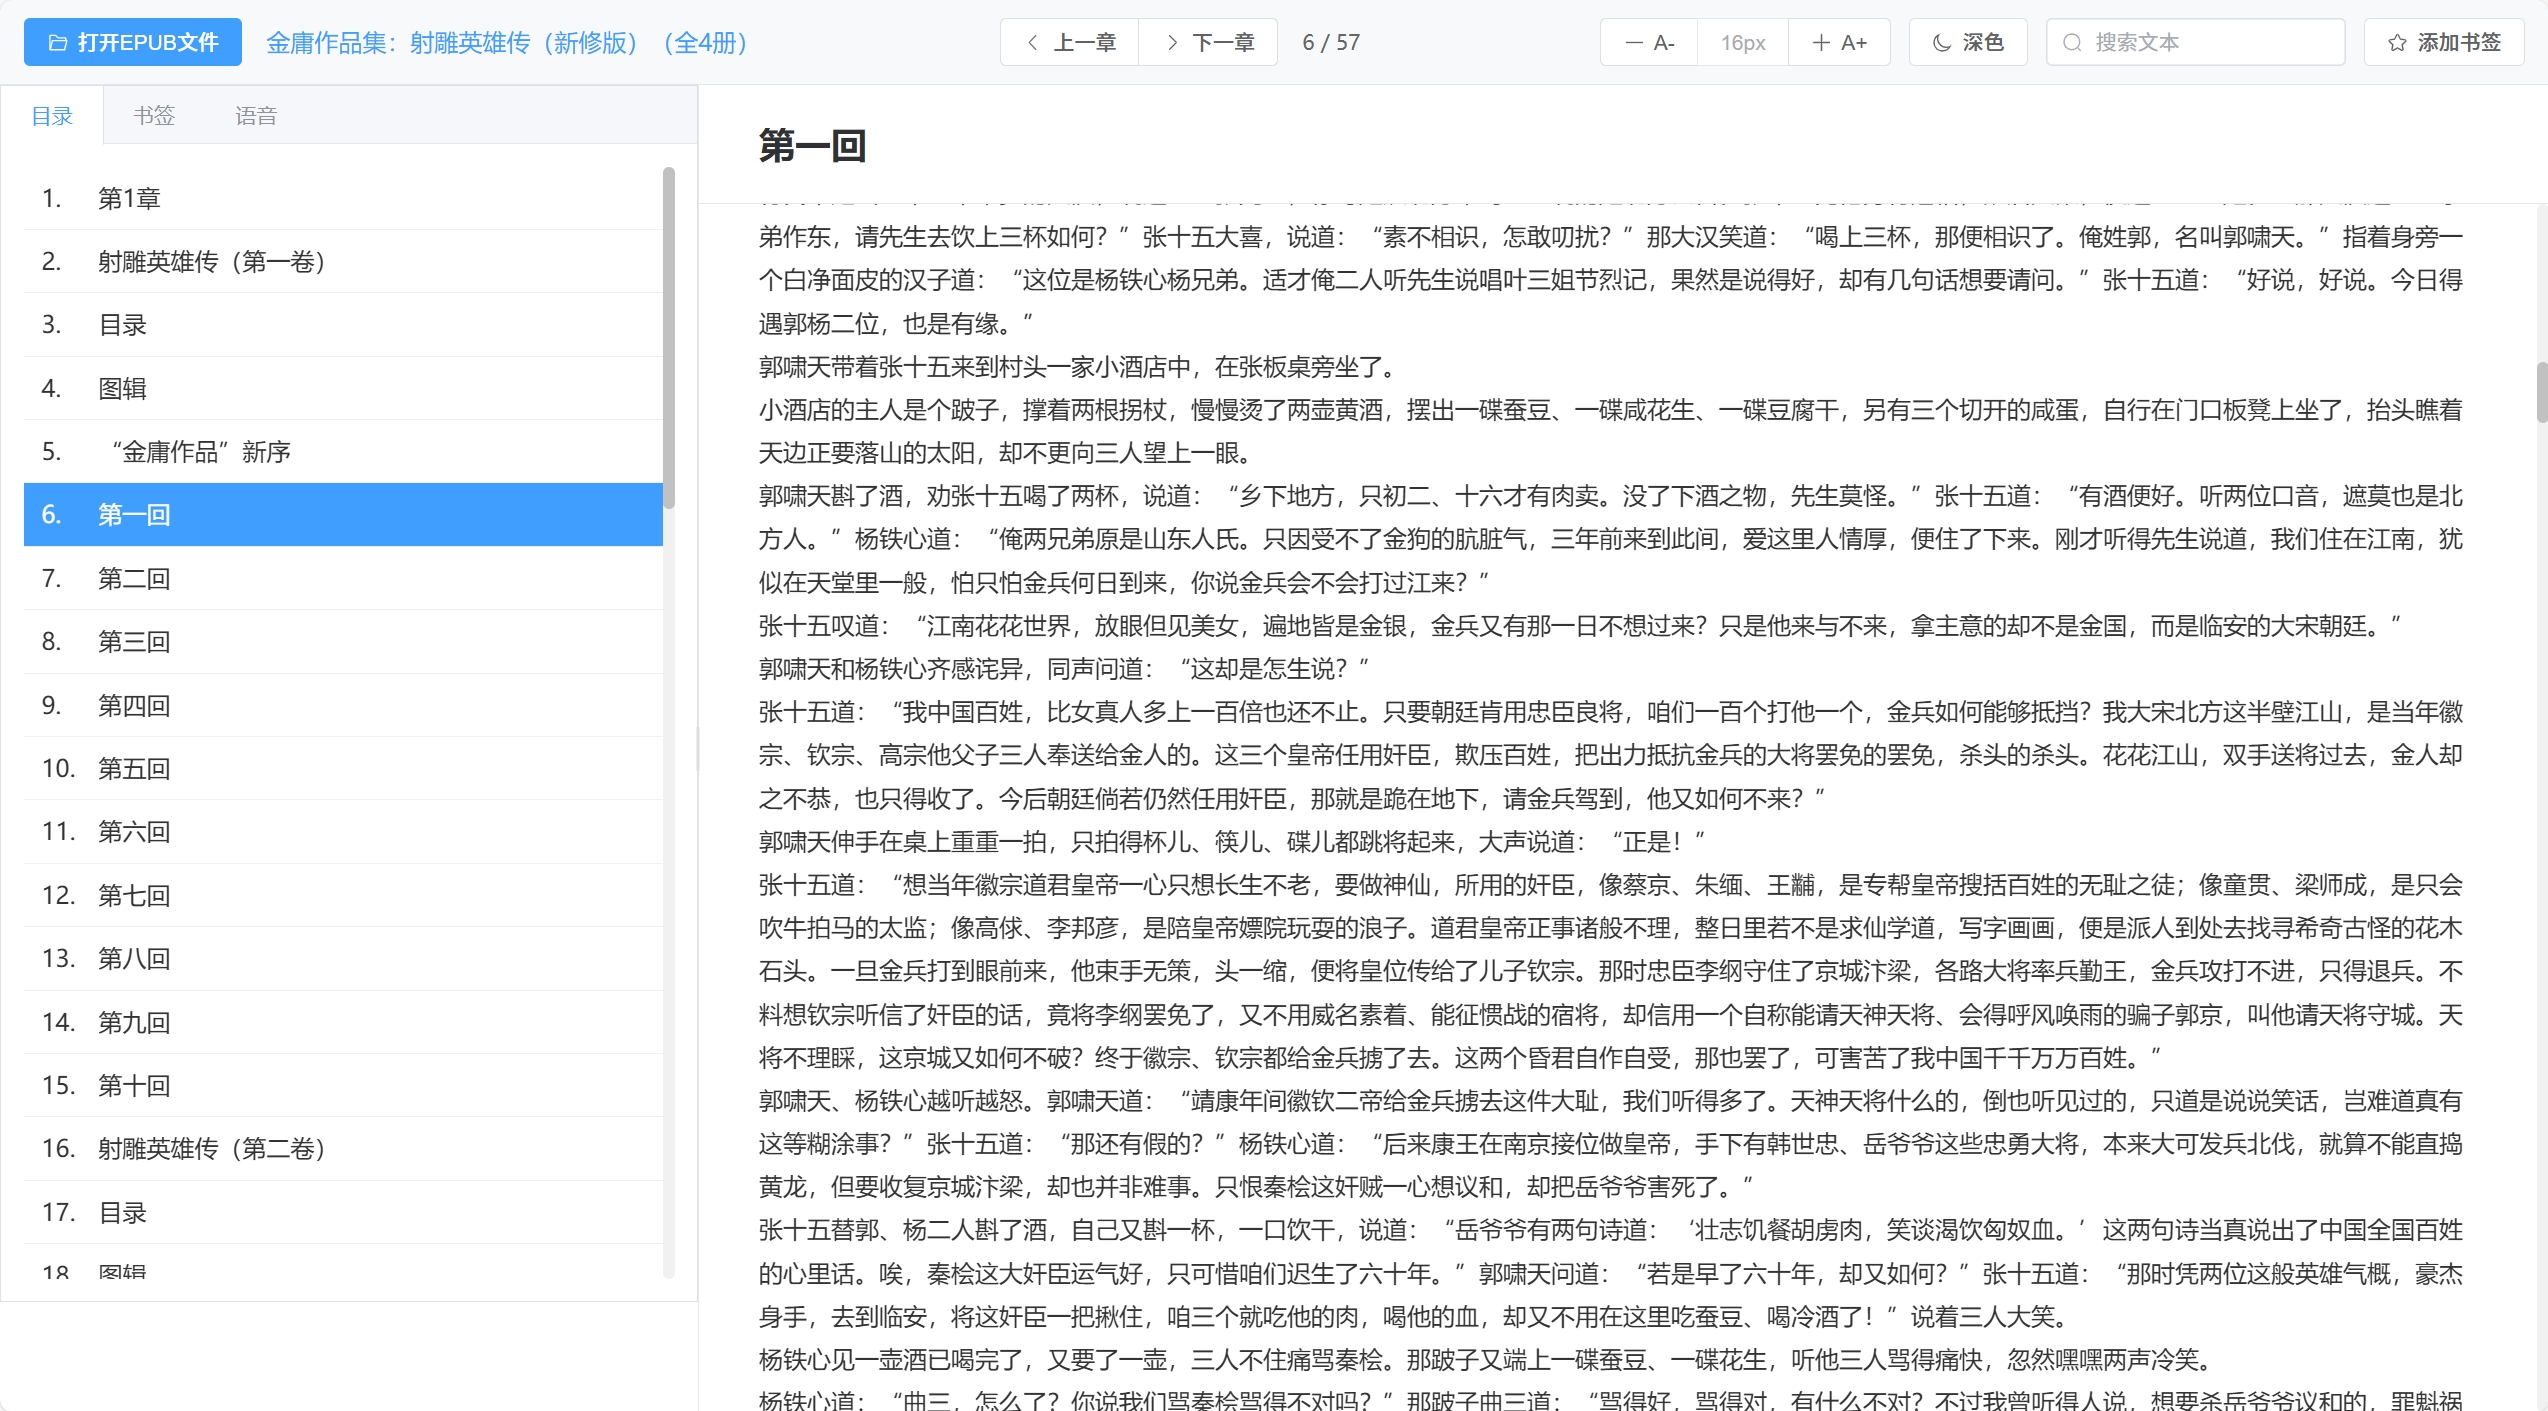 打开EPUB文件
金庸作品集：射雕英雄传（新修版）（全4册）
上一章
下一章
6 / 57
A-
16px
A+
深色
搜索文本
添加书签
目录
书签
语音
1. 第1章
2. 射雕英雄传（第一卷）
3. 目录
4. 图辑
5. “金庸作品”新序
6. 第一回
7. 第二回
8. 第三回
9. 第四回
10. 第五回
11. 第六回
12. 第七回
13. 第八回
14. 第九回
15. 第十回
16. 射雕英雄传（第二卷）
17. 目录
18. 图辑
第一回
弟作东，请先生去饮上三杯如何？”张十五大喜，说道：“素不相识，怎敢叨扰？”那大汉笑道：“喝上三杯，那便相识了。俺姓郭，名叫郭啸天。”指着身旁一
个白净面皮的汉子道：“这位是杨铁心杨兄弟。适才俺二人听先生说唱叶三姐节烈记，果然是说得好，却有几句话想要请问。”张十五道：“好说，好说。今日得
遇郭杨二位，也是有缘。”
郭啸天带着张十五来到村头一家小酒店中，在张板桌旁坐了。
小酒店的主人是个跛子，撑着两根拐杖，慢慢烫了两壶黄酒，摆出一碟蚕豆、一碟咸花生、一碟豆腐干，另有三个切开的咸蛋，自行在门口板凳上坐了，抬头瞧着
天边正要落山的太阳，却不更向三人望上一眼。
郭啸天斟了酒，劝张十五喝了两杯，说道：“乡下地方，只初二、十六才有肉卖。没了下酒之物，先生莫怪。”张十五道：“有酒便好。听两位口音，遮莫也是北
方人。”杨铁心道：“俺两兄弟原是山东人氏。只因受不了金狗的肮脏气，三年前来到此间，爱这里人情厚，便住了下来。刚才听得先生说道，我们住在江南，犹
似在天堂里一般，怕只怕金兵何日到来，你说金兵会不会打过江来？”
张十五叹道：“江南花花世界，放眼但见美女，遍地皆是金银，金兵又有那一日不想过来？只是他来与不来，拿主意的却不是金国，而是临安的大宋朝廷。”
郭啸天和杨铁心齐感诧异，同声问道：“这却是怎生说？”
张十五道：“我中国百姓，比女真人多上一百倍也还不止。只要朝廷肯用忠臣良将，咱们一百个打他一个，金兵如何能够抵挡？我大宋北方这半壁江山，是当年徽
宗、钦宗、高宗他父子三人奉送给金人的。这三个皇帝任用奸臣，欺压百姓，把出力抵抗金兵的大将罢免的罢免，杀头的杀头。花花江山，双手送将过去，金人却
之不恭，也只得收了。今后朝廷倘若仍然任用奸臣，那就是跪在地下，请金兵驾到，他又如何不来？”
郭啸天伸手在桌上重重一拍，只拍得杯儿、筷儿、碟儿都跳将起来，大声说道：“正是！”
张十五道：“想当年徽宗道君皇帝一心只想长生不老，要做神仙，所用的奸臣，像蔡京、朱缅、王黼，是专帮皇帝搜括百姓的无耻之徒；像童贯、梁师成，是只会
吹牛拍马的太监；像高俅、李邦彦，是陪皇帝嫖院玩耍的浪子。道君皇帝正事诸般不理，整日里若不是求仙学道，写字画画，便是派人到处去找寻希奇古怪的花木
石头。一旦金兵打到眼前来，他束手无策，头一缩，便将皇位传给了儿子钦宗。那时忠臣李纲守住了京城汴梁，各路大将率兵勤王，金兵攻打不进，只得退兵。不
料想钦宗听信了奸臣的话，竟将李纲罢免了，又不用威名素着、能征惯战的宿将，却信用一个自称能请天神天将、会得呼风唤雨的骗子郭京，叫他请天将守城。天
将不理睬，这京城又如何不破？终于徽宗、钦宗都给金兵掳了去。这两个昏君自作自受，那也罢了，可害苦了我中国千千万万百姓。”
郭啸天、杨铁心越听越怒。郭啸天道：“靖康年间徽钦二帝给金兵掳去这件大耻，我们听得多了。天神天将什么的，倒也听见过的，只道是说说笑话，岂难道真有
这等糊涂事？”张十五道：“那还有假的？”杨铁心道：“后来康王在南京接位做皇帝，手下有韩世忠、岳爷爷这些忠勇大将，本来大可发兵北伐，就算不能直捣
黄龙，但要收复京城汴梁，却也并非难事。只恨秦桧这奸贼一心想议和，却把岳爷爷害死了。”
张十五替郭、杨二人斟了酒，自己又斟一杯，一口饮干，说道：“岳爷爷有两句诗道：‘壮志饥餐胡虏肉，笑谈渴饮匈奴血。’这两句诗当真说出了中国全国百姓
的心里话。唉，秦桧这大奸臣运气好，只可惜咱们迟生了六十年。”郭啸天问道：“若是早了六十年，却又如何？”张十五道：“那时凭两位这般英雄气概，豪杰
身手，去到临安，将这奸臣一把揪住，咱三个就吃他的肉，喝他的血，却又不用在这里吃蚕豆、喝冷酒了！”说着三人大笑。
杨铁心见一壶酒已喝完了，又要了一壶，三人不住痛骂秦桧。那跛子又端上一碟蚕豆、一碟花生，听他三人骂得痛快，忽然嘿嘿两声冷笑。
杨铁心道：“曲三，怎么了？你说我们骂秦桧骂得不对吗？”那跛子曲三道：“骂得好，骂得对，有什么不对？不过我曾听得人说，想要杀岳爷爷议和的，罪魁祸